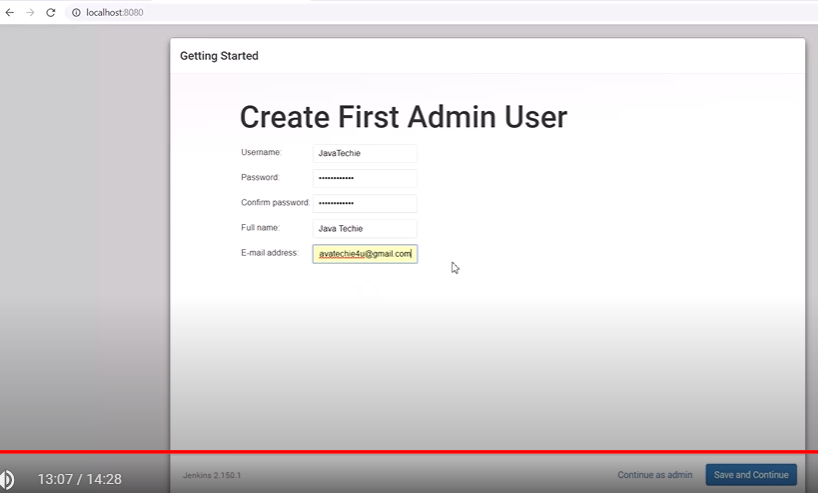 localhost:8080
Getting Started
Create First Admin User
Username: JavaTechie
Password: ••••••••••••
Confirm password: ••••••••••••
Full name: Java Techie
E-mail address: avatechie4u@gmail.com
Jenkins 2.150.1 Continue as admin Save and Continue
13:07 / 14:28